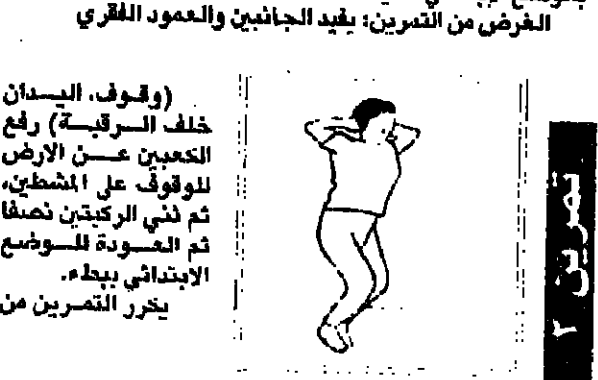 الغرض من التمرين: يفيد الجانبين والعمود الفقري
تمرين ٢
(وقوف، اليدان
خلف الرقبة) رفع
الكعبين عن الارض
للوقوف على المشطين،
ثم ثني الركبتين نصفا
ثم العودة للوضع
الابتدائي ببطء.
يكرر التمرين من